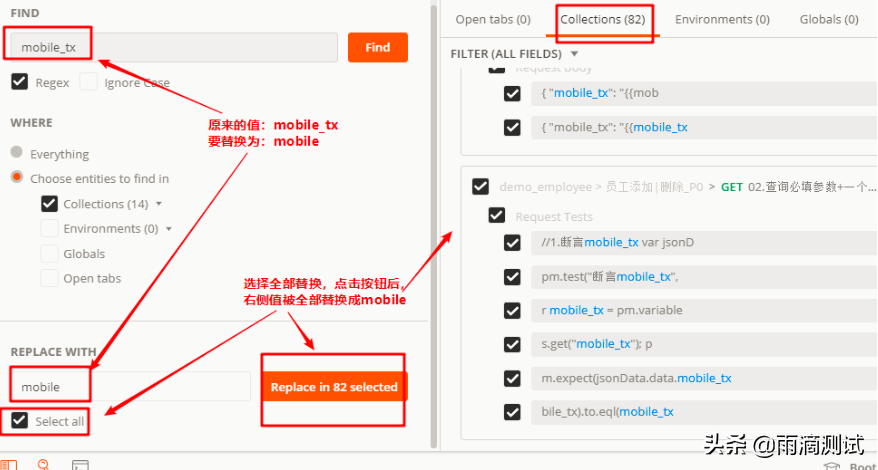 FIND
mobile_tx
Find
Regex
Ignore Case
WHERE
Everything
Choose entities to find in
Collections (14)
Environments (0)
Globals
Open tabs
REPLACE WITH
mobile
Replace in 82 selected
Select all
原来的值：mobile_tx
要替换为：mobile
选择全部替换，点击按钮后，
右侧值被全部替换成mobile
Open tabs (0)
Collections (82)
Environments (0)
Globals (0)
FILTER (ALL FIELDS)
Request Body
{ "mobile_tx": "{{mob
{ "mobile_tx": "{{mobile_tx
demo_employee > 员工添加|删除_P0 > GET 02.查询必填参数+一个...
Request Tests
//1.断言mobile_tx var jsonD
pm.test("断言mobile_tx",
r mobile_tx = pm.variable
s.get("mobile_tx"); p
m.expect(jsonData.data.mobile_tx
bile_tx).to.eql(mobile_tx
头条 @雨滴测试